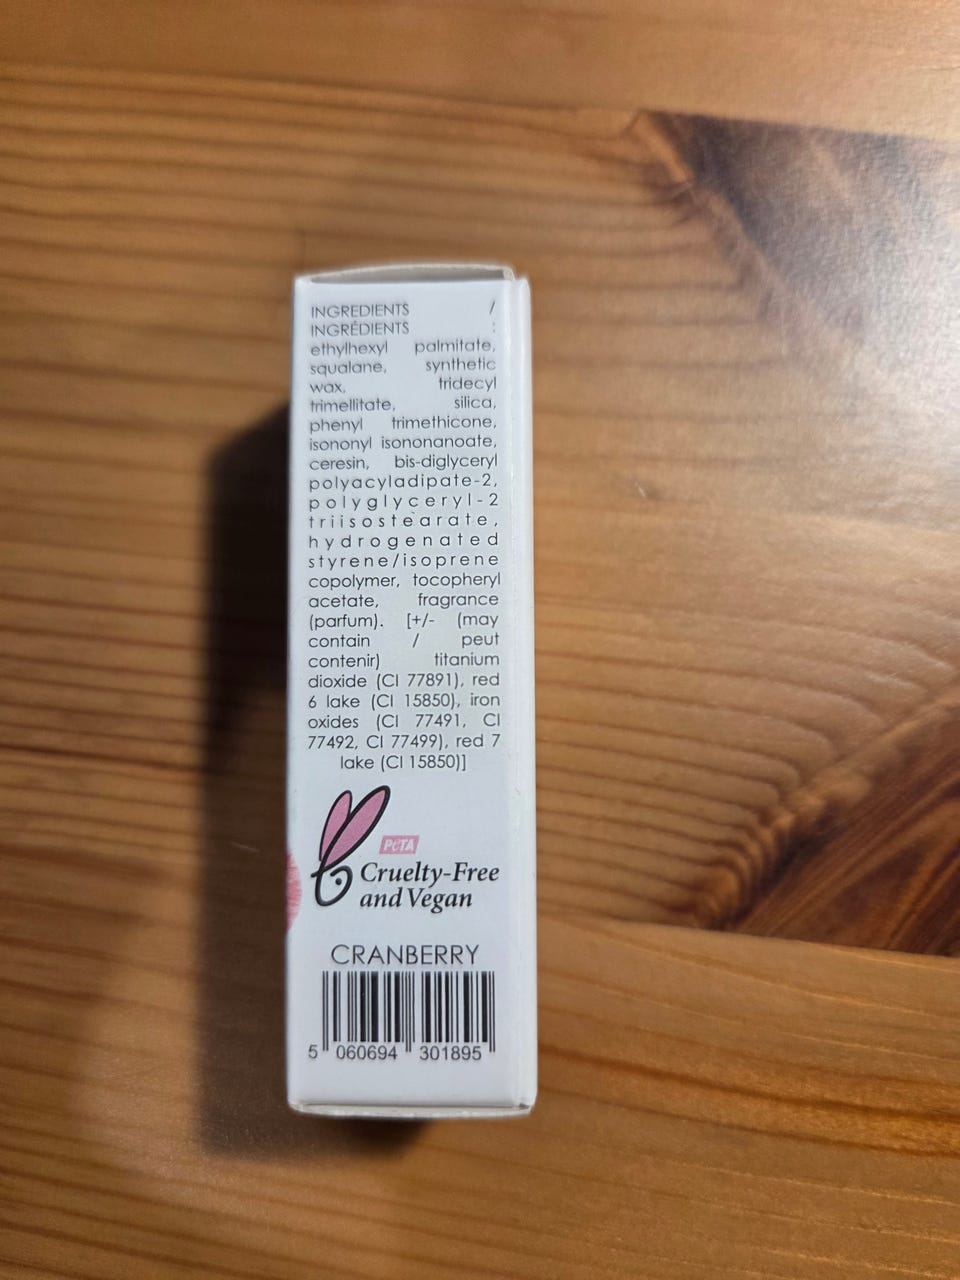 INGREDIENTS /
INGRÉDIENTS :
ethylhexyl palmitate,
squalane, synthetic
wax, tridecyl
trimellitate, silica,
phenyl trimethicone,
isononyl isononanoate,
ceresin, bis-diglyceryl
polyacyladipate-2,
polyglyceryl-2
triisostearate,
hydrogenated
styrene/isoprene
copolymer, tocopheryl
acetate, fragrance
(parfum). [+/- (may
contain / peut
contenir) titanium
dioxide (CI 77891), red
6 lake (CI 15850), iron
oxides (CI 77491, CI
77492, CI 77499), red 7
lake (CI 15850)]
PETA
Cruelty-Free
and Vegan
CRANBERRY
5 060694 301895